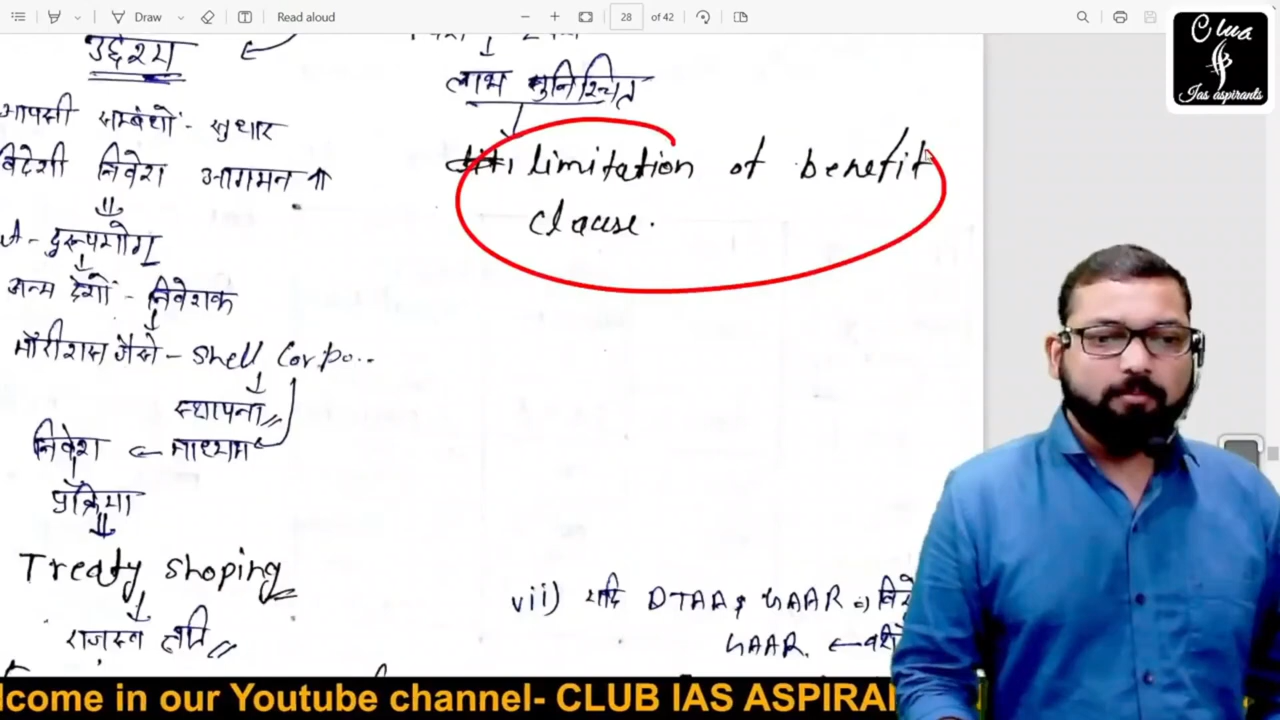 Draw
Read aloud
28 of 42
Club
Ias aspirants
उद्देश्य
आपसी सम्बंधों - सुधार
विदेशी निवेश आगमन
दुरूपयोग
अन्य देशों - निवेशक
मॉरीशस जैसे - Shell Corpo..
स्थापना
निवेश ← माध्यम
प्रक्रिया
Treaty shoping
राजस्व क्षति
लाभ सुनिश्चित
limitation of benefit
clause.
vii) यदि DTAA & GAAR
GAAR. ←
lcome in our Youtube channel- CLUB IAS ASPIRAN